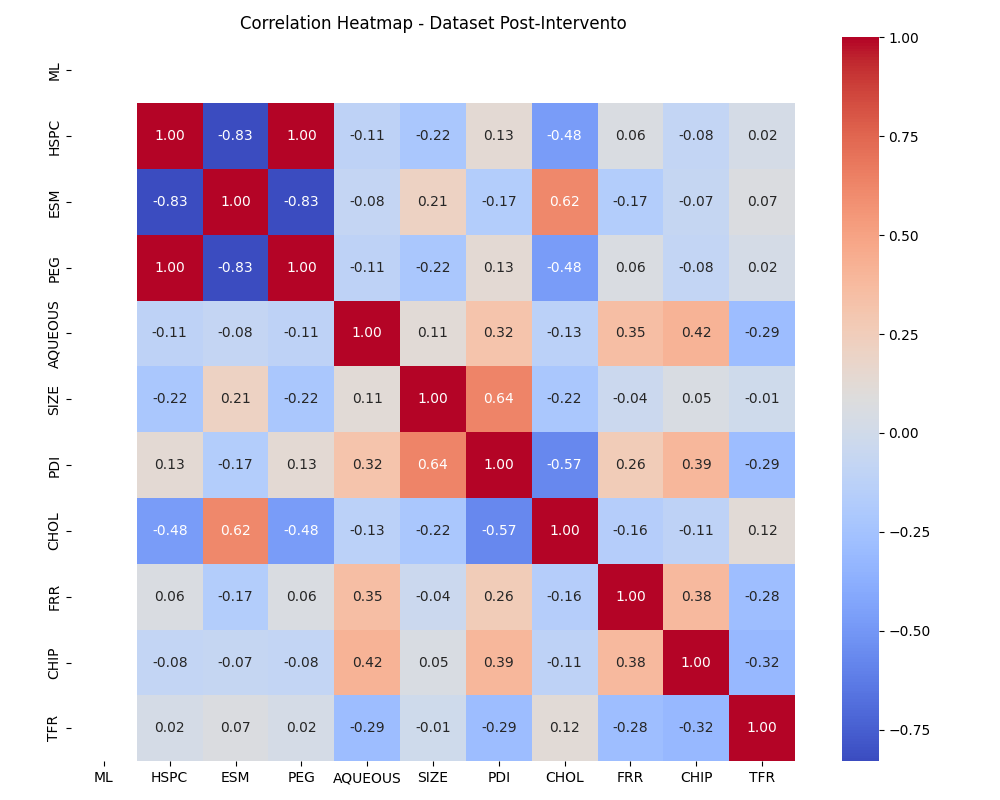 Correlation Heatmap - Dataset Post-Intervento
ML
HSPC 1.00 -0.83 1.00 -0.11 -0.22 0.13 -0.48 0.06 -0.08 0.02
ESM -0.83 1.00 -0.83 -0.08 0.21 -0.17 0.62 -0.17 -0.07 0.07
PEG 1.00 -0.83 1.00 -0.11 -0.22 0.13 -0.48 0.06 -0.08 0.02
AQUEOUS -0.11 -0.08 -0.11 1.00 0.11 0.32 -0.13 0.35 0.42 -0.29
SIZE -0.22 0.21 -0.22 0.11 1.00 0.64 -0.22 -0.04 0.05 -0.01
PDI 0.13 -0.17 0.13 0.32 0.64 1.00 -0.57 0.26 0.39 -0.29
CHOL -0.48 0.62 -0.48 -0.13 -0.22 -0.57 1.00 -0.16 -0.11 0.12
FRR 0.06 -0.17 0.06 0.35 -0.04 0.26 -0.16 1.00 0.38 -0.28
CHIP -0.08 -0.07 -0.08 0.42 0.05 0.39 -0.11 0.38 1.00 -0.32
TFR 0.02 0.07 0.02 -0.29 -0.01 -0.29 0.12 -0.28 -0.32 1.00
ML HSPC ESM PEG AQUEOUS SIZE PDI CHOL FRR CHIP TFR
1.00
0.75
0.50
0.25
0.00
−0.25
−0.50
−0.75